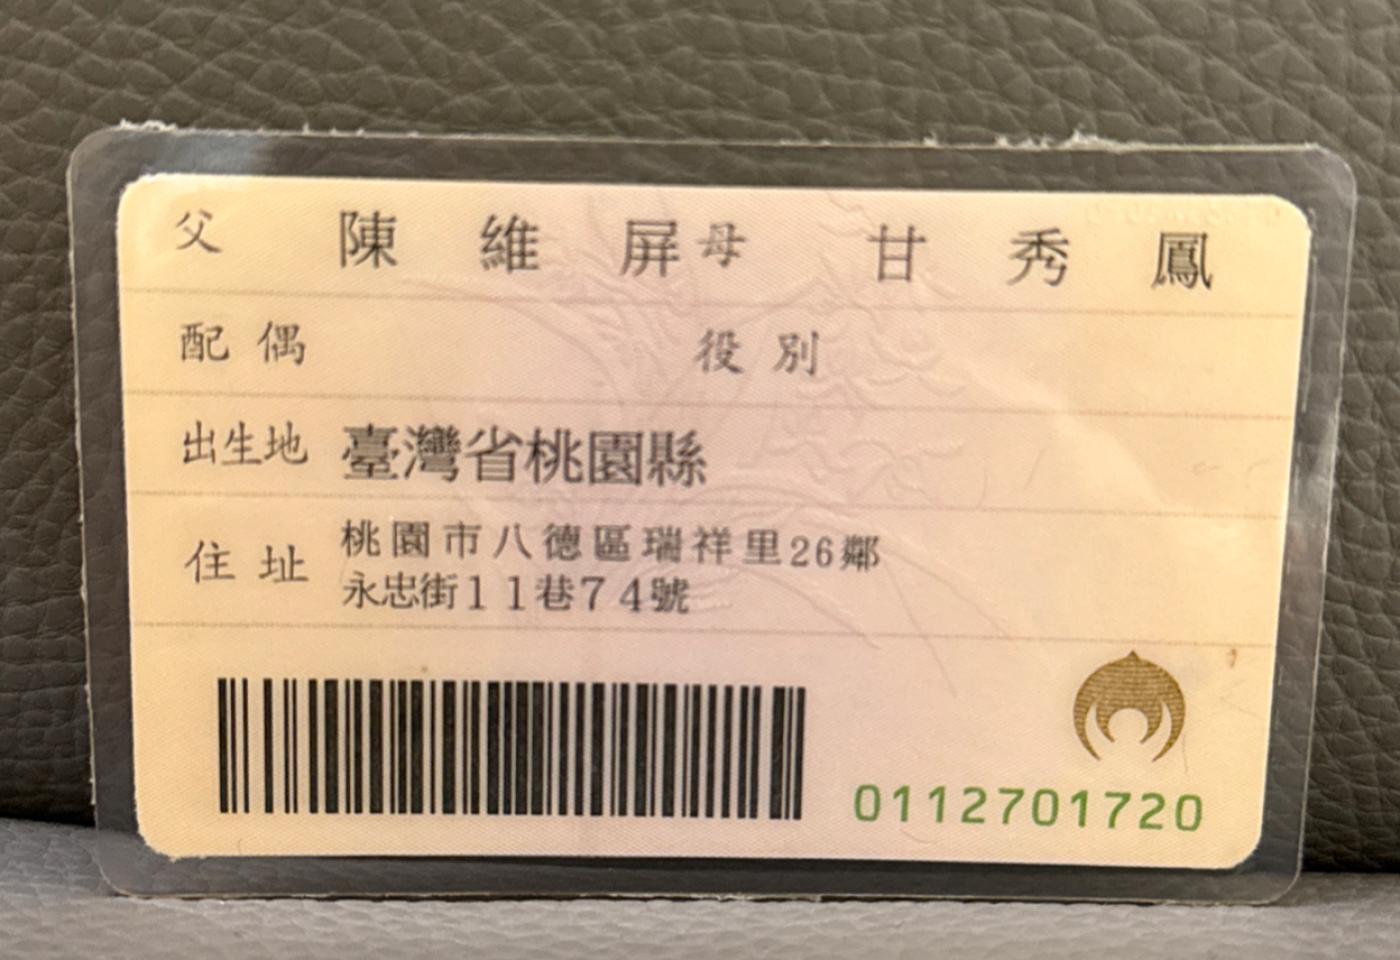 父 陳維屏 母 甘秀鳳
配偶 役別
出生地 臺灣省桃園縣
住址 桃園市八德區瑞祥里26鄰
永忠街11巷74號
0112701720